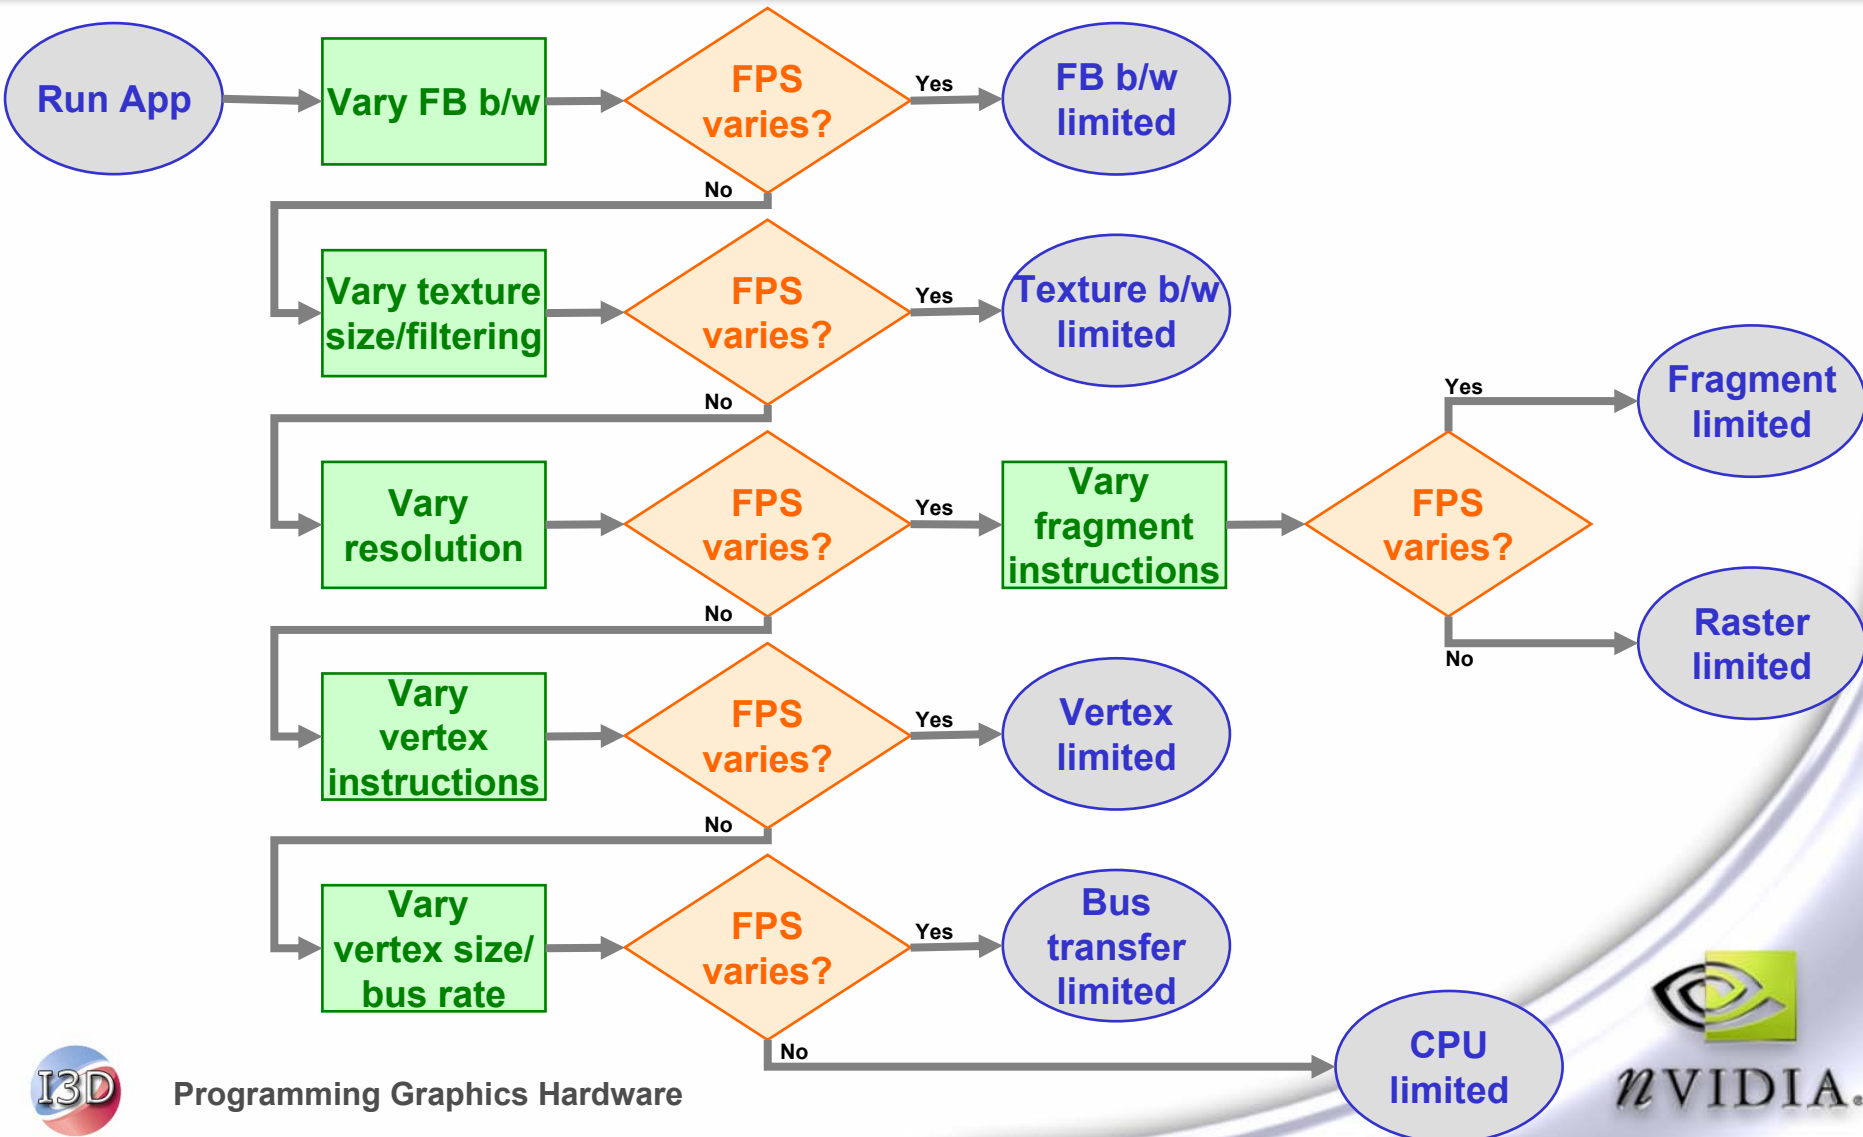 Run App
Vary FB b/w
FPS
varies?
Yes
FB b/w
limited
No
Vary texture
size/filtering
FPS
varies?
Yes
Texture b/w
limited
No
Vary
resolution
FPS
varies?
Yes
Vary
fragment
instructions
FPS
varies?
Yes
Fragment
limited
No
Raster
limited
No
Vary
vertex
instructions
FPS
varies?
Yes
Vertex
limited
No
Vary
vertex size/
bus rate
FPS
varies?
Yes
Bus
transfer
limited
No
CPU
limited
I3D
Programming Graphics Hardware
nVIDIA.